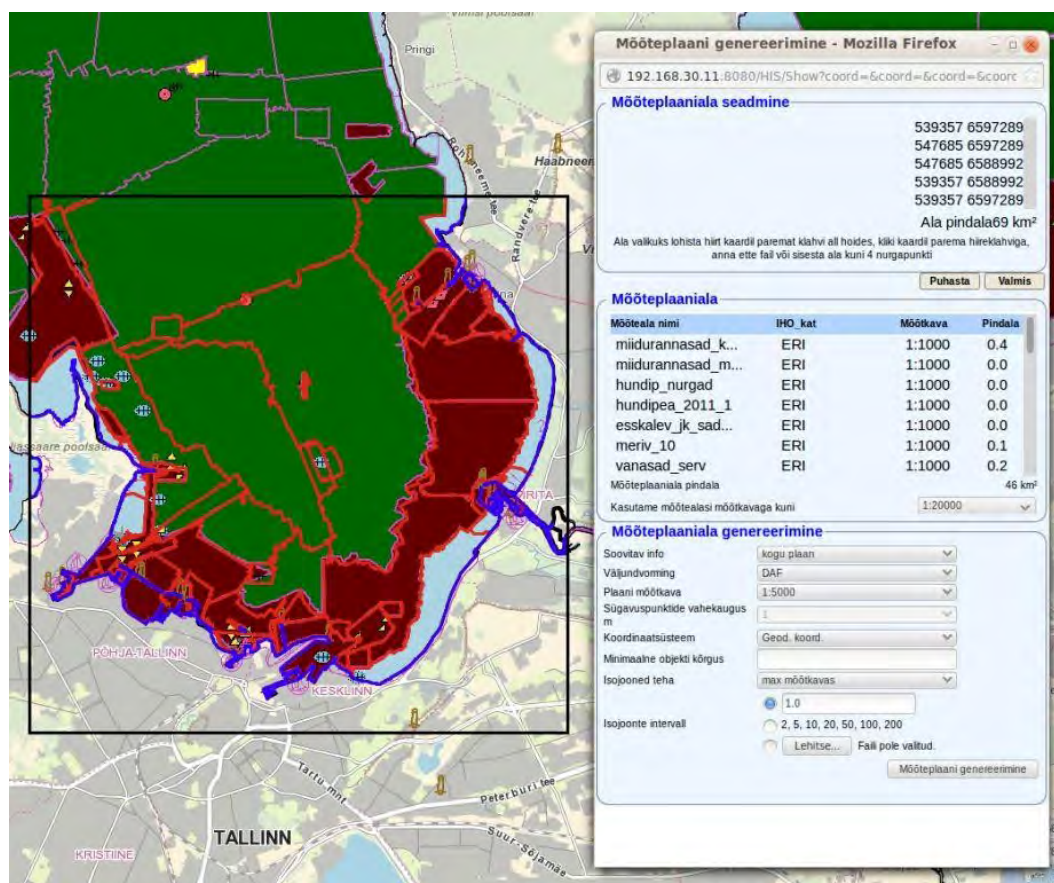 Pringi
Haabneem
Randvere tee
PÕHJA-TALLINN
KESKLINN
Tartu mnt
Peterburi tee
Suur-Sõjamäe
TALLINN
KRISTIINE
Mõõteplaani genereerimine - Mozilla Firefox
192.168.30.11:8080/HIS/Show?coord=&coord=&coord=&coorc
Mõõteplaaniala seadmine
539357 6597289
547685 6597289
547685 6588992
539357 6588992
539357 6597289
Ala pindala69 km²
Ala valikuks lohista hiirt kaardil paremat klahvi all hoides, kliki kaardil parema hiireklahviga,
anna ette fail või sisesta ala kuni 4 nurgapunkti
Puhasta Valmis
Mõõteplaaniala
Mõõteala nimi IHO_kat Mõõtkava Pindala
miidurannasad_k... ERI 1:1000 0.4
miidurannasad_m... ERI 1:1000 0.0
hundip_nurgad ERI 1:1000 0.0
hundipea_2011_1 ERI 1:1000 0.0
esskalev_jk_sad... ERI 1:1000 0.0
meriv_10 ERI 1:1000 0.1
vanasad_serv ERI 1:1000 0.2
Mõõteplaaniala pindala 46 km²
Kasutame mõõtealasi mõõtkavaga kuni 1:20000
Mõõteplaaniala genereerimine
Soovitav info kogu plaan
Väljundvorming DAF
Plaani mõõtkava 1:5000
Sügavuspunktide vahekaugus
m 1
Koordinaatsüsteem Geod. koord.
Minimaalne objekti kõrgus
Isojooned teha max mõõtkavas
1.0
Isojoonte intervall 2, 5, 10, 20, 50, 100, 200
Lehitse... Faili pole valitud.
Mõõteplaani genereerimine